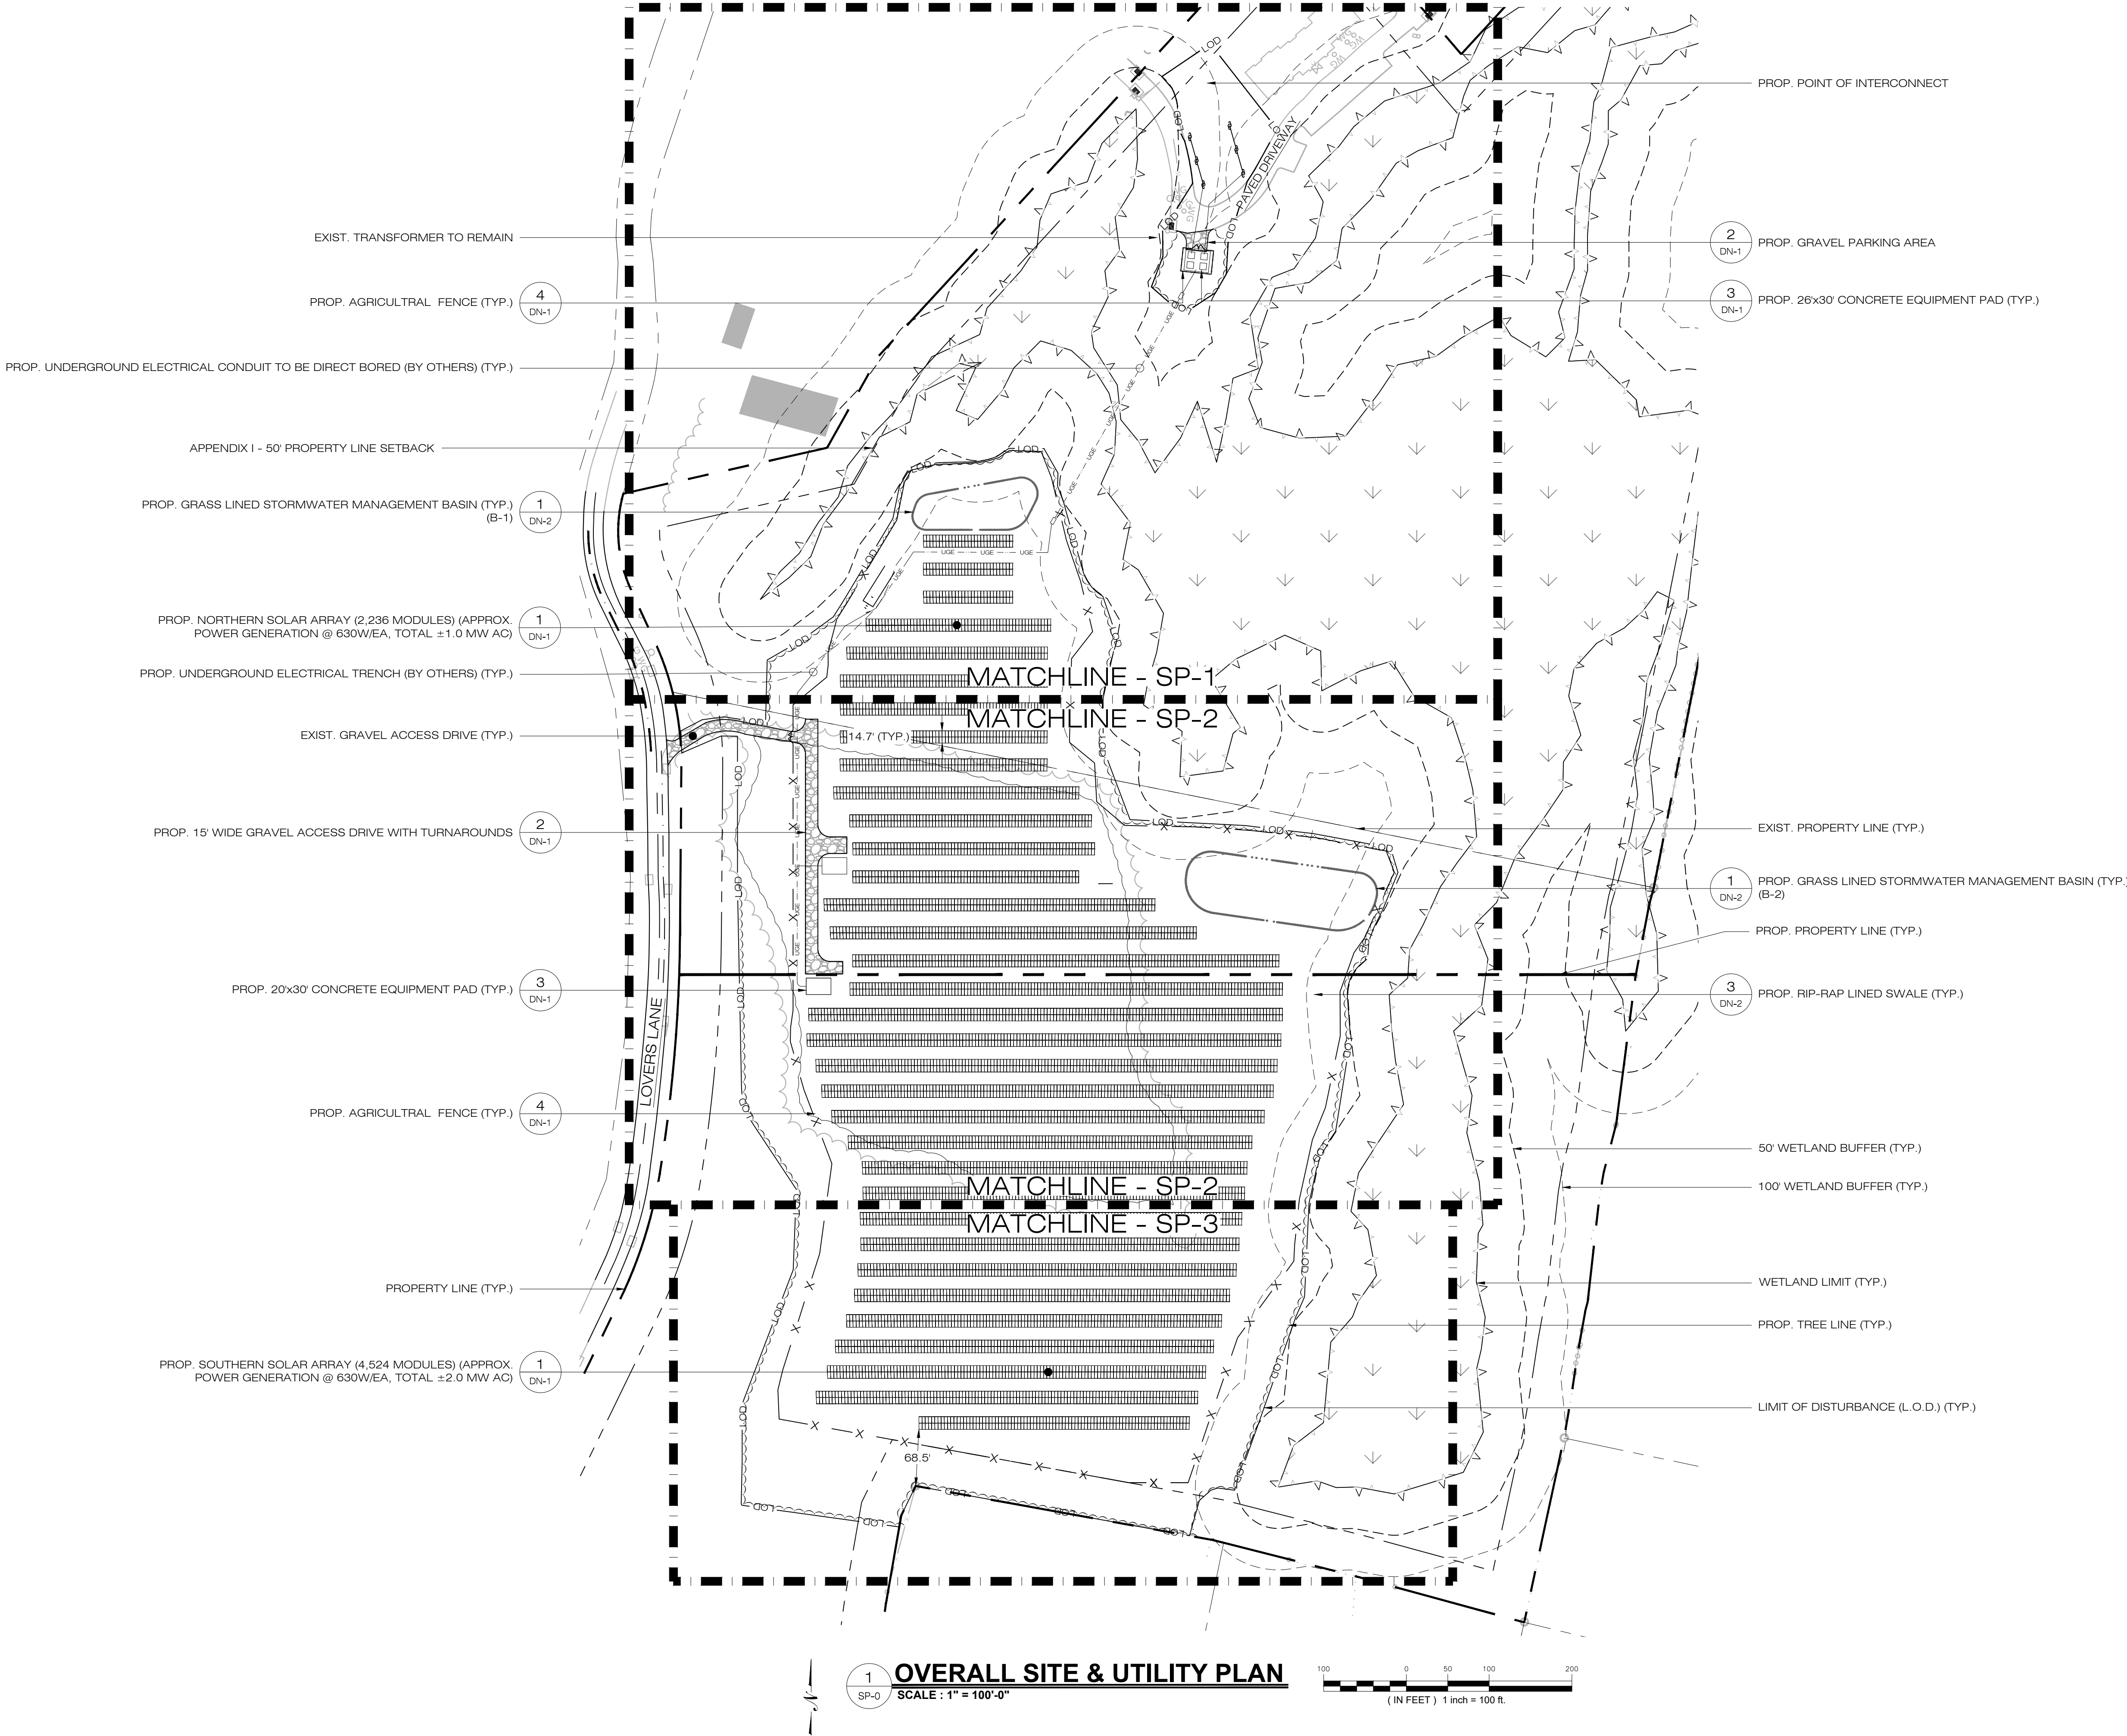 PROP. POINT OF INTERCONNECT
PAVED DRIVEWAY
EXIST. TRANSFORMER TO REMAIN
2
DN-1
PROP. GRAVEL PARKING AREA
PROP. AGRICULTRAL FENCE (TYP.)
4
DN-1
3
DN-1
PROP. 26'x30' CONCRETE EQUIPMENT PAD (TYP.)
PROP. UNDERGROUND ELECTRICAL CONDUIT TO BE DIRECT BORED (BY OTHERS) (TYP.)
APPENDIX I - 50' PROPERTY LINE SETBACK
PROP. GRASS LINED STORMWATER MANAGEMENT BASIN (TYP.)
(B-1)
1
DN-2
UGE
UGE
UGE
LOD
LOD
PROP. NORTHERN SOLAR ARRAY (2,236 MODULES) (APPROX.
POWER GENERATION @ 630W/EA, TOTAL ±1.0 MW AC)
1
DN-1
PROP. UNDERGROUND ELECTRICAL TRENCH (BY OTHERS) (TYP.)
MATCHLINE - SP-1
MATCHLINE - SP-2
EXIST. GRAVEL ACCESS DRIVE (TYP.)
14.7' (TYP.)
PROP. 15' WIDE GRAVEL ACCESS DRIVE WITH TURNAROUNDS
2
DN-1
EXIST. PROPERTY LINE (TYP.)
1
DN-2
PROP. GRASS LINED STORMWATER MANAGEMENT BASIN (TYP.)
(B-2)
PROP. PROPERTY LINE (TYP.)
PROP. 20'x30' CONCRETE EQUIPMENT PAD (TYP.)
3
DN-1
3
DN-2
PROP. RIP-RAP LINED SWALE (TYP.)
LOVERS LANE
PROP. AGRICULTRAL FENCE (TYP.)
4
DN-1
50' WETLAND BUFFER (TYP.)
100' WETLAND BUFFER (TYP.)
MATCHLINE - SP-2
MATCHLINE - SP-3
PROPERTY LINE (TYP.)
WETLAND LIMIT (TYP.)
PROP. TREE LINE (TYP.)
PROP. SOUTHERN SOLAR ARRAY (4,524 MODULES) (APPROX.
POWER GENERATION @ 630W/EA, TOTAL ±2.0 MW AC)
1
DN-1
LIMIT OF DISTURBANCE (L.O.D.) (TYP.)
68.5'
LOD
LOD
LOD
LOD
N
1
SP-0
OVERALL SITE & UTILITY PLAN
SCALE : 1" = 100'-0"
100 0 50 100 200
( IN FEET ) 1 inch = 100 ft.